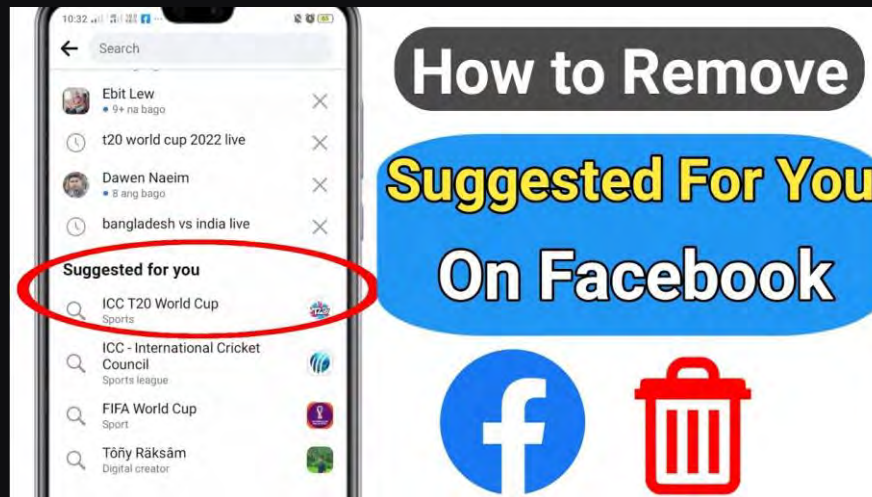 10:32
Search
Ebit Lew
9+ na bago
t20 world cup 2022 live
Dawen Naeim
8 ang bago
bangladesh vs india live
Suggested for you
ICC T20 World Cup
Sports
ICC - International Cricket
Council
Sports league
FIFA World Cup
Sport
Tôñy Räksâm
Digital creator
How to Remove
Suggested For You
On Facebook